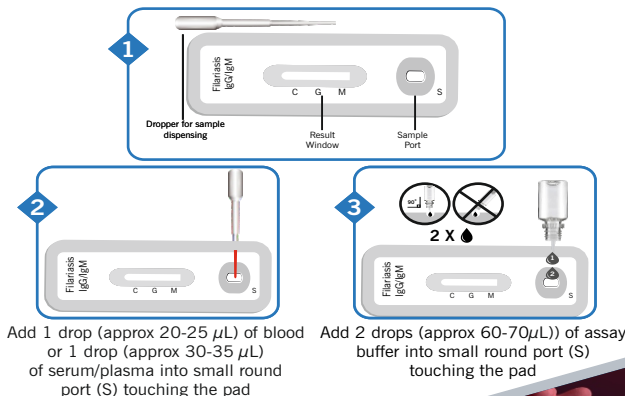 1
Filariasis
IgG/IgM
C G M
S
Dropper for sample
dispensing
Result
Window
Sample
Port
2
Filariasis
IgG/IgM
C G M
S
Add 1 drop (approx 20-25 μL) of blood
or 1 drop (approx 30-35 μL)
of serum/plasma into small round
port (S) touching the pad
3
90°
2 X
1
2
Filariasis
IgG/IgM
C G M
S
Add 2 drops (approx 60-70μL)) of assay
buffer into small round port (S)
touching the pad